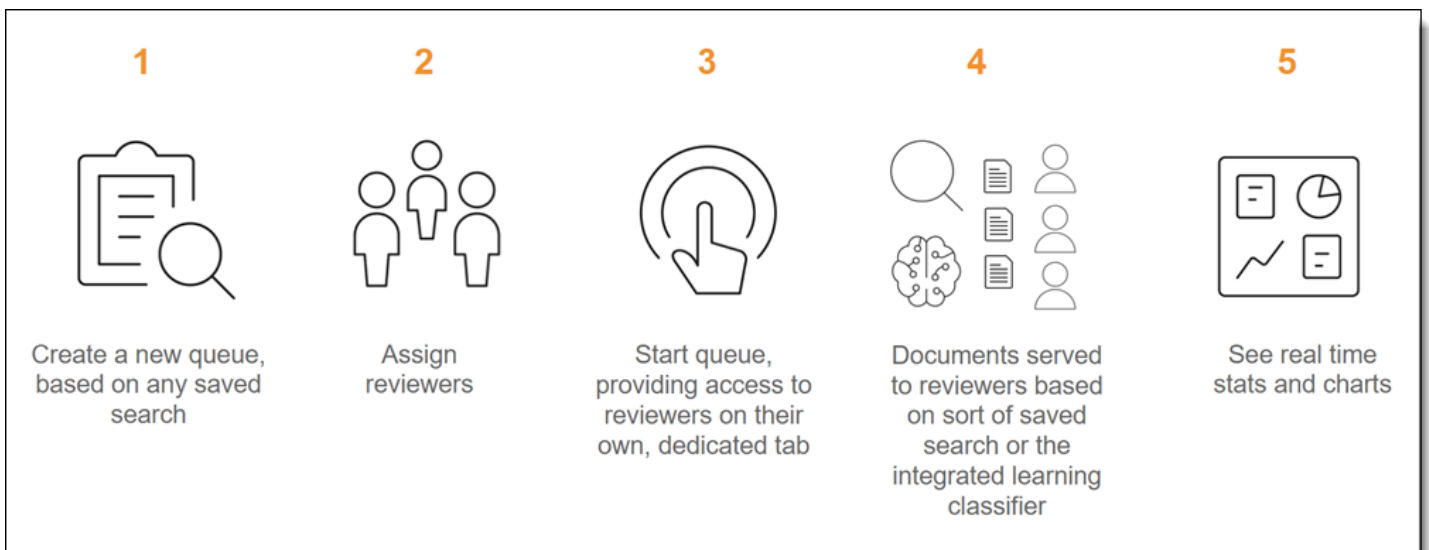 1
2
3
4
5
Create a new queue,
based on any saved
search
Assign
reviewers
Start queue,
providing access to
reviewers on their
own, dedicated tab
Documents served
to reviewers based
on sort of saved
search or the
integrated learning
classifier
See real time
stats and charts